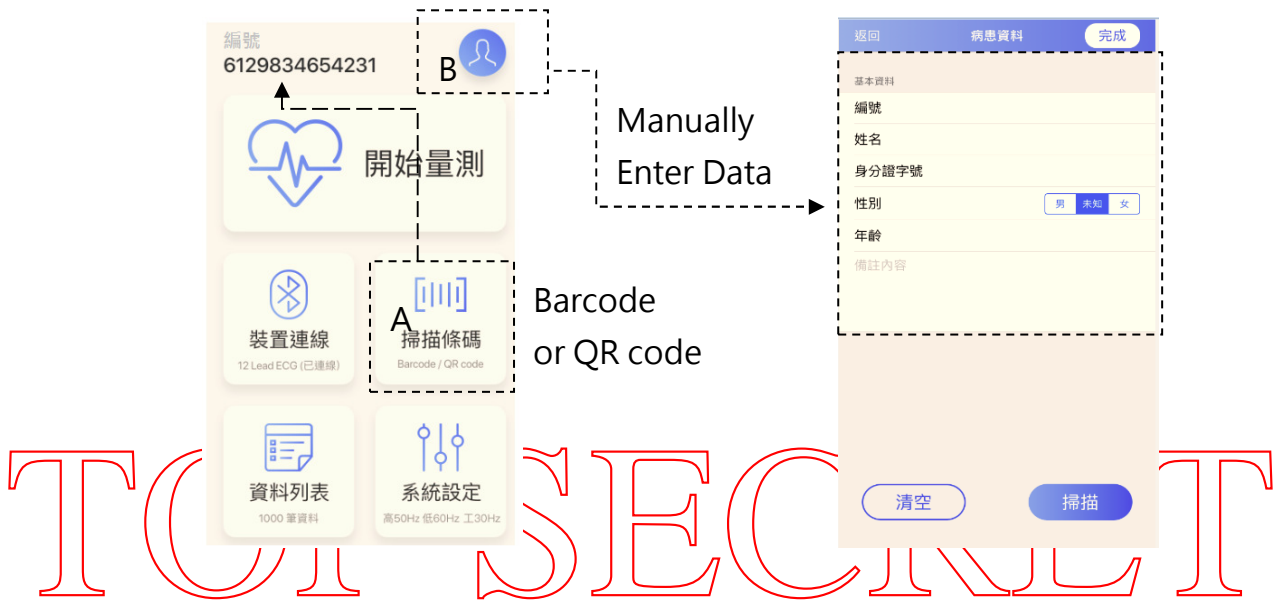 編號
6129834654231
B
開始量測
A
裝置連線
12 Lead ECG (已連線)
掃描條碼
Barcode / QR code
資料列表
1000 筆資料
系統設定
高50Hz 低60Hz 工30Hz
Manually
Enter Data
Barcode
or QR code
返回
病患資料
完成
基本資料
編號
姓名
身分證字號
性別
男 未知 女
年齡
備註內容
清空
掃描
TOP SECRET